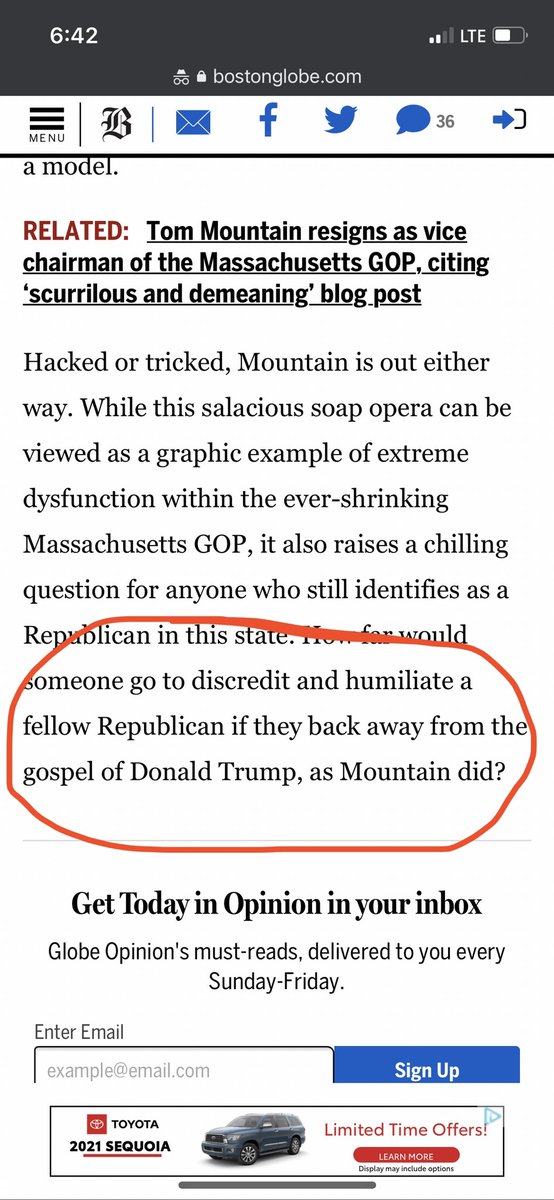 6:42
LTE
bostonglobe.com
MENU
B
36
a model.
RELATED: Tom Mountain resigns as vice
chairman of the Massachusetts GOP, citing
‘scurrilous and demeaning’ blog post
Hacked or tricked, Mountain is out either
way. While this salacious soap opera can be
viewed as a graphic example of extreme
dysfunction within the ever-shrinking
Massachusetts GOP, it also raises a chilling
question for anyone who still identifies as a
Republican in this state. How far would
someone go to discredit and humiliate a
fellow Republican if they back away from the
gospel of Donald Trump, as Mountain did?
Get Today in Opinion in your inbox
Globe Opinion's must-reads, delivered to you every
Sunday-Friday.
Enter Email
example@email.com
Sign Up
TOYOTA
2021 SEQUOIA
Limited Time Offers!
LEARN MORE
Display may include options